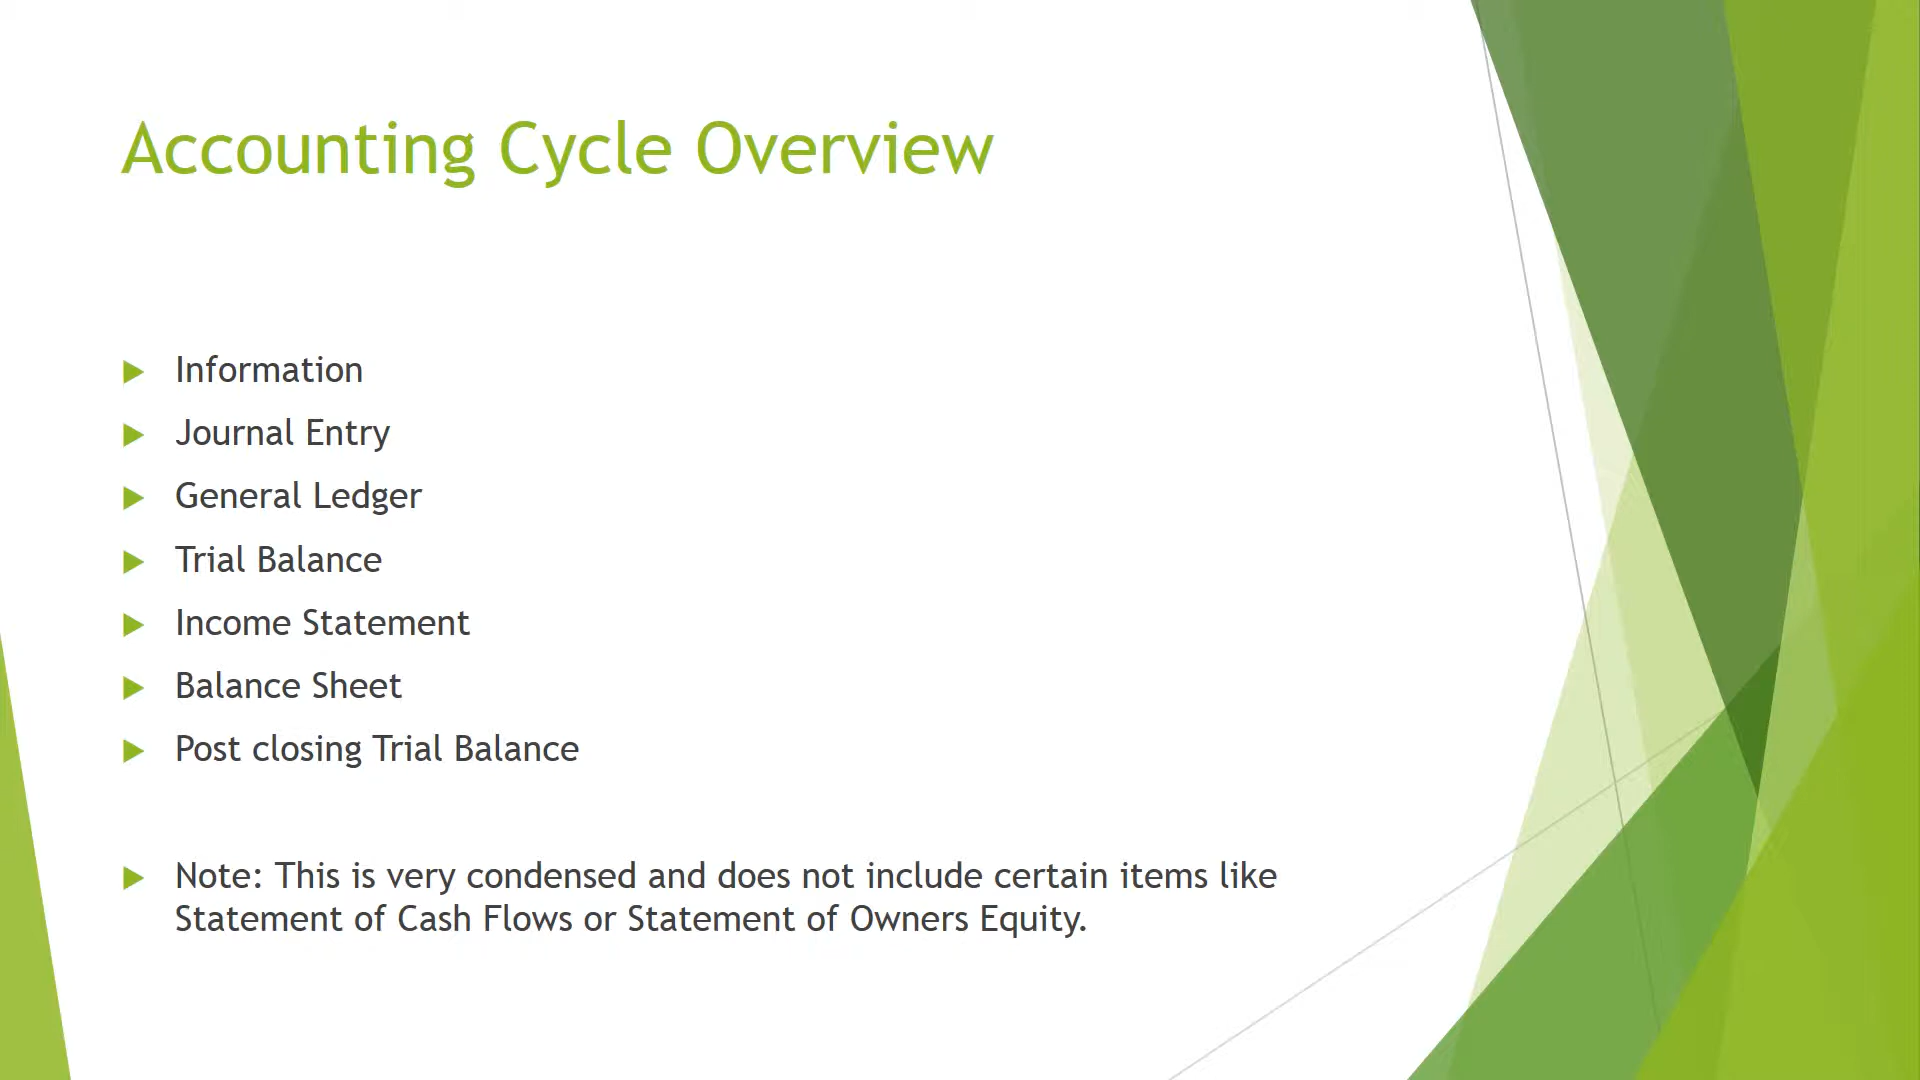 Accounting Cycle Overview
Information
Journal Entry
General Ledger
Trial Balance
Income Statement
Balance Sheet
Post closing Trial Balance
Note: This is very condensed and does not include certain items like
Statement of Cash Flows or Statement of Owners Equity.